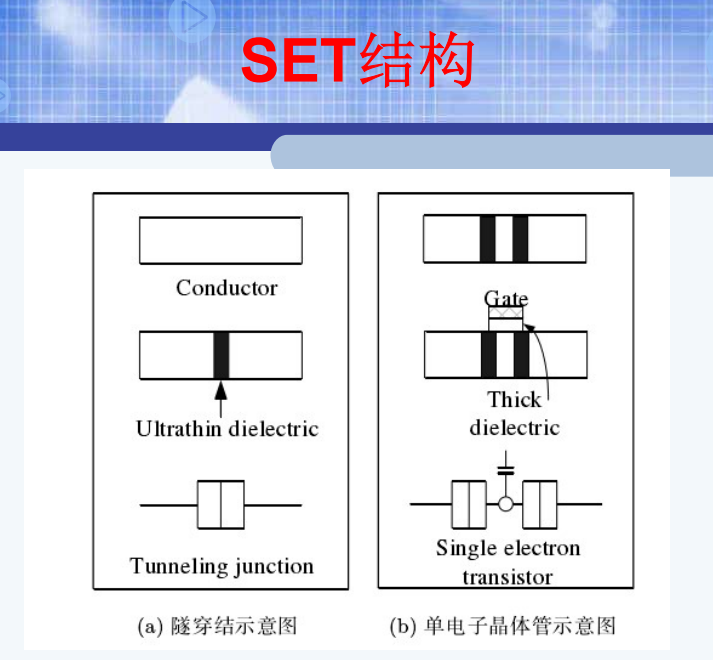 SET结构
Conductor
Ultrathin dielectric
Tunneling junction
(a) 隧穿结示意图
Gate
Thick
dielectric
Single electron
transistor
(b) 单电子晶体管示意图